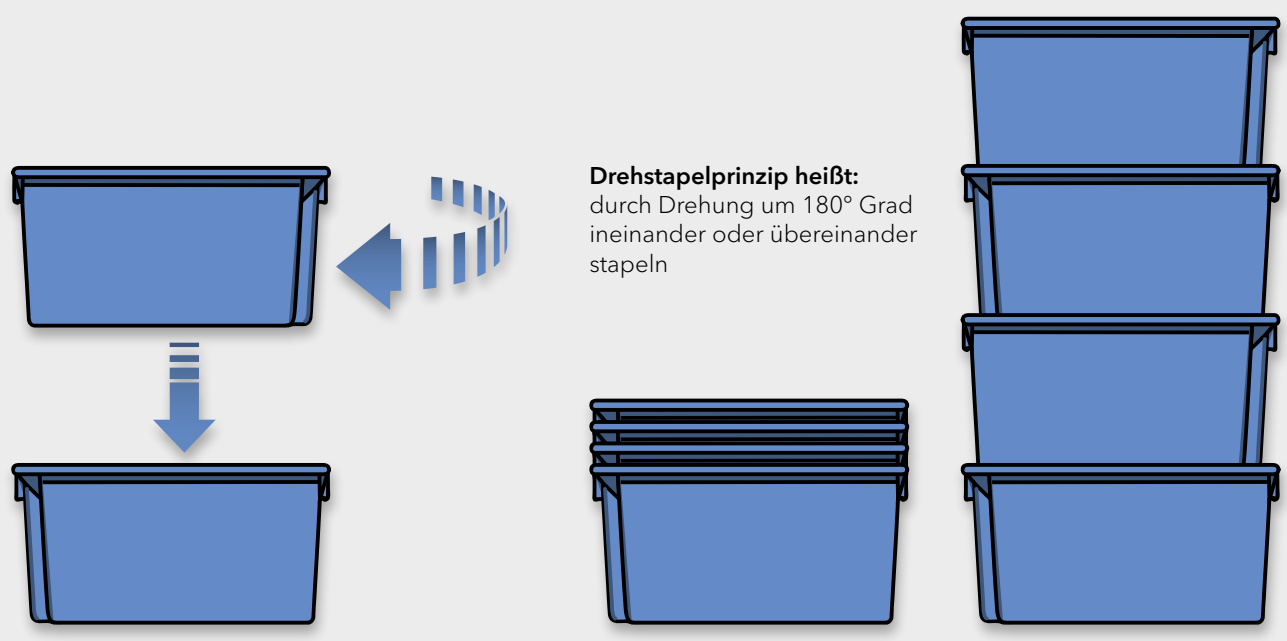 Drehstapelprinzip heißt:
durch Drehung um 180° Grad
ineinander oder übereinander
stapeln